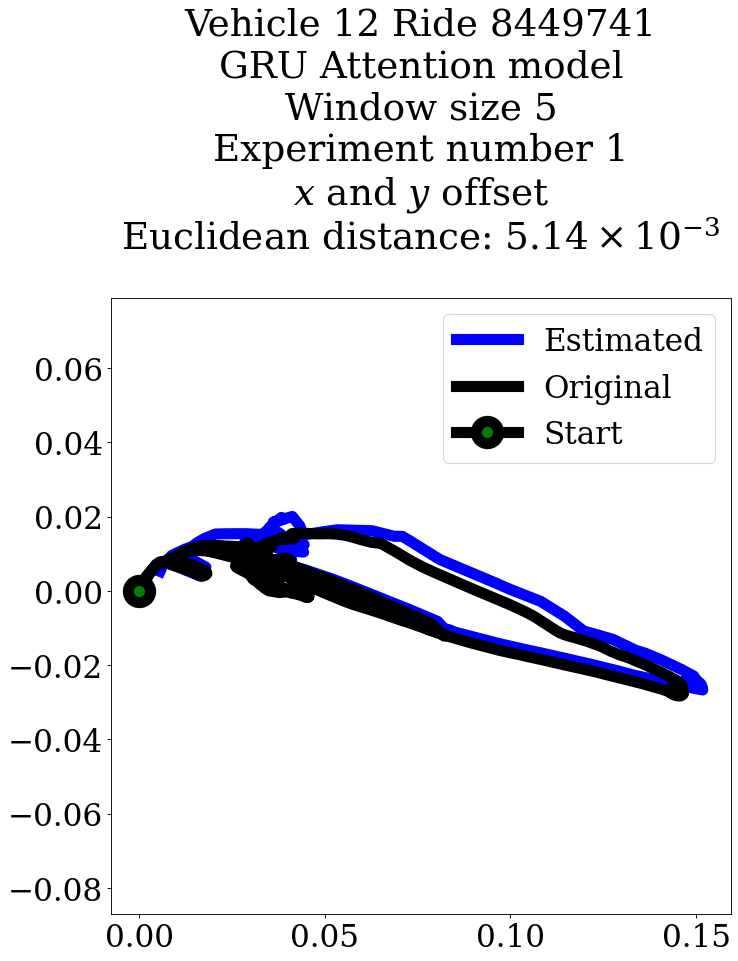 Vehicle 12 Ride 8449741
GRU Attention model
Window size 5
Experiment number 1
x and y offset
Euclidean distance: 5.14 × 10⁻³
Estimated
Original
Start
0.06
0.04
0.02
0.00
−0.02
−0.04
−0.06
−0.08
0.00 0.05 0.10 0.15